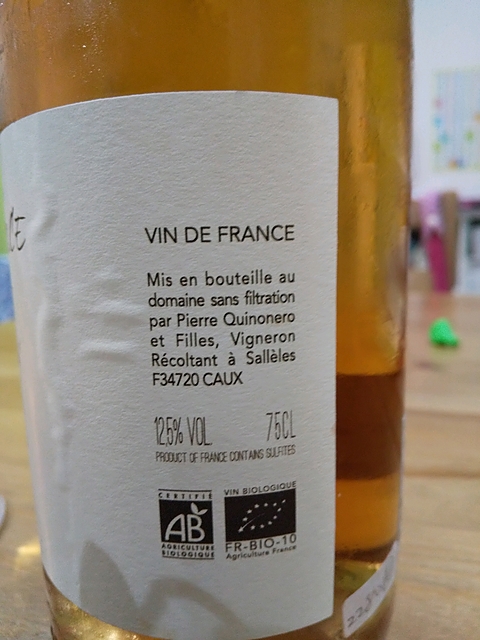 CE
VIN DE FRANCE
Mis en bouteille au
domaine sans filtration
par Pierre Quinonero
et Filles, Vigneron
Récoltant à Sallèles
F34720 CAUX
12,5% VOL. 75CL
PRODUCT OF FRANCE CONTAINS SULFITES
CERTIFIÉ
AB
AGRICULTURE
BIOLOGIQUE
VIN BIOLOGIQUE
FR-BIO-10
Agriculture France